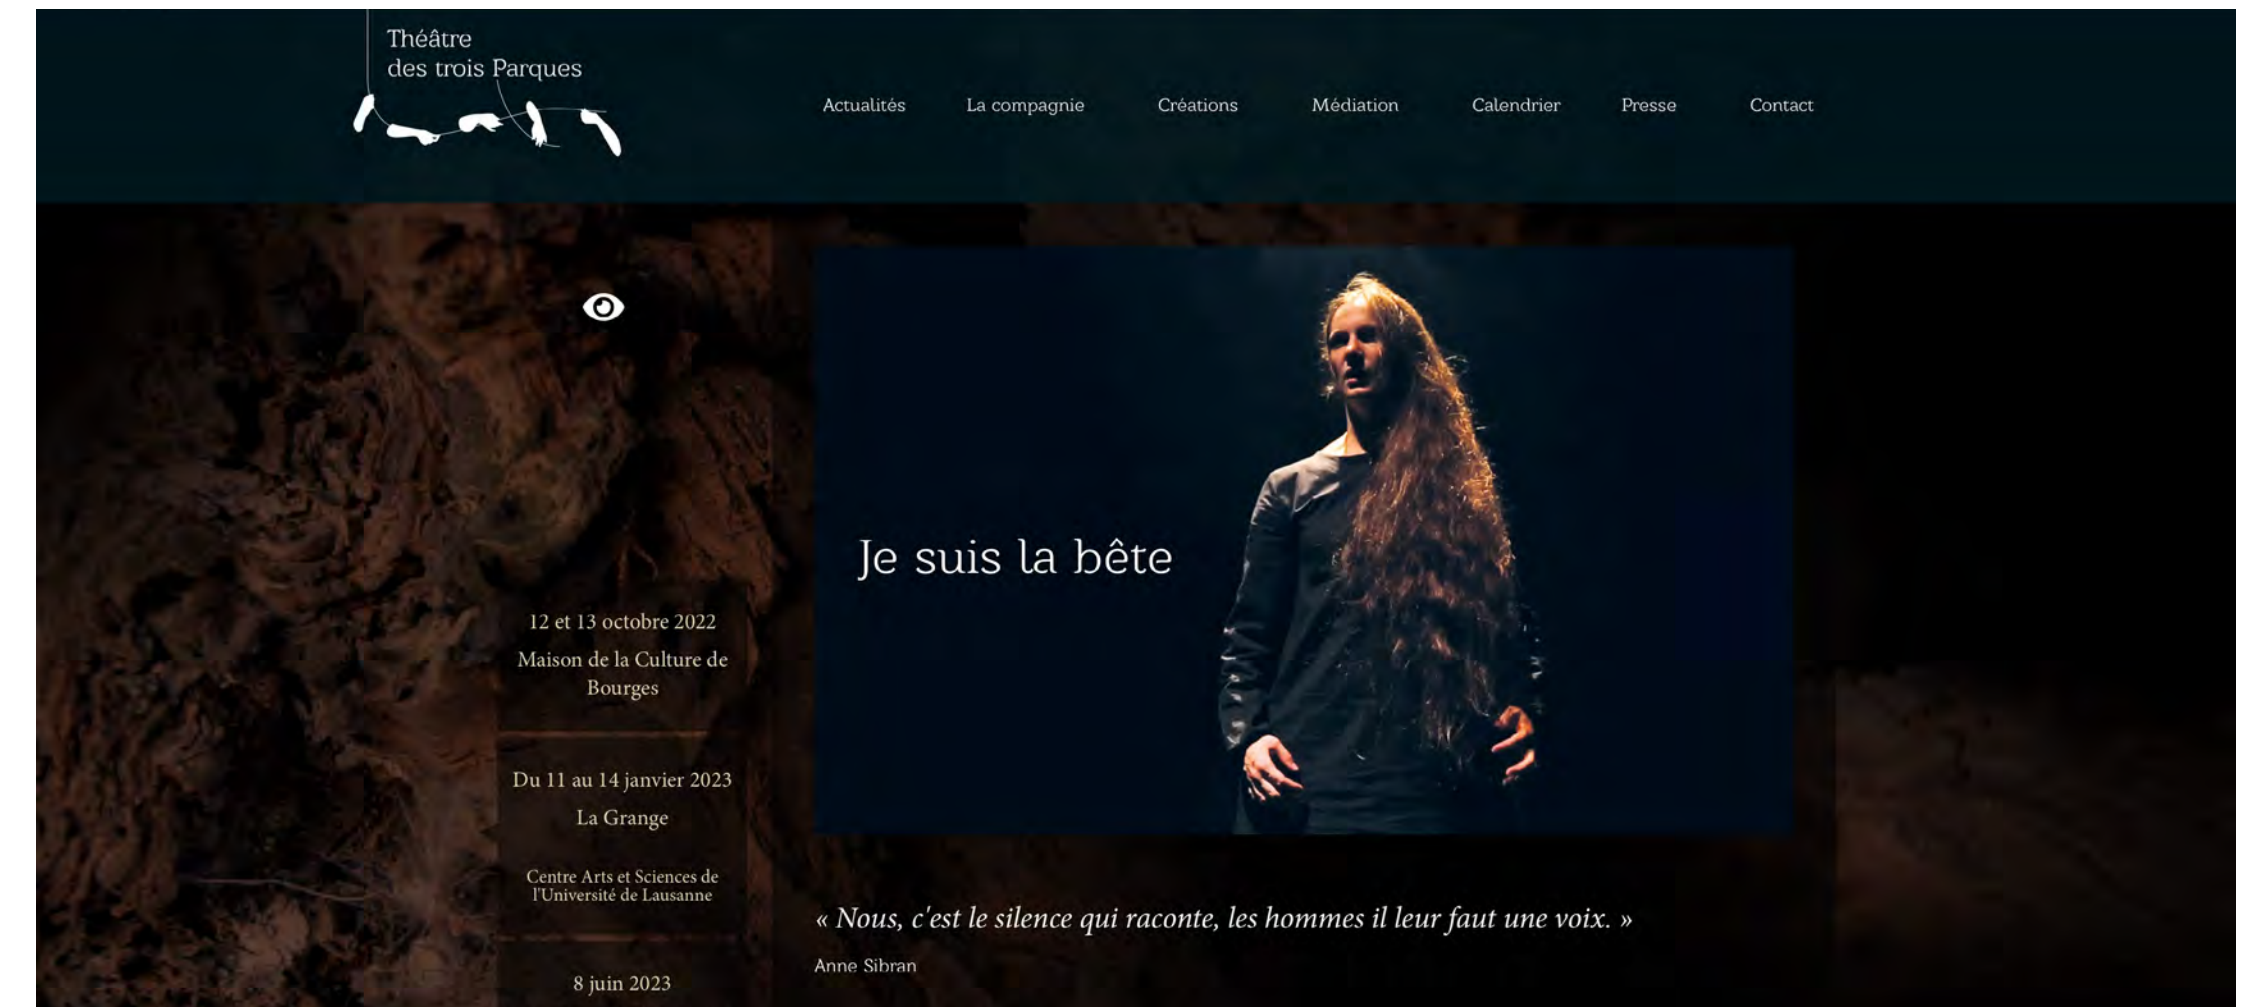 Théâtre
des trois Parques
Actualités
La compagnie
Créations
Médiation
Calendrier
Presse
Contact
Je suis la bête
12 et 13 octobre 2022
Maison de la Culture de
Bourges
Du 11 au 14 janvier 2023
La Grange
Centre Arts et Sciences de
l'Université de Lausanne
8 juin 2023
« Nous, c'est le silence qui raconte, les hommes il leur faut une voix. »
Anne Sibran